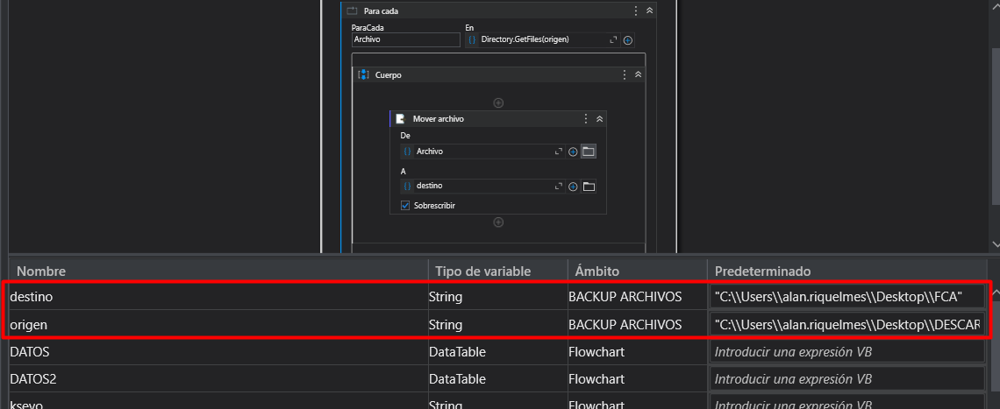 Para cada
ParaCada En
Archivo Directory.GetFiles(origen)
Cuerpo
Mover archivo
De
Archivo
A
destino
Sobrescribir
Nombre Tipo de variable Ámbito Predeterminado
destino String BACKUP ARCHIVOS "C:\\Users\\alan.riquelmes\\Desktop\\FCA"
origen String BACKUP ARCHIVOS "C:\\Users\\alan.riquelmes\\Desktop\\DESCAR
DATOS DataTable Flowchart Introducir una expresión VB
DATOS2 DataTable Flowchart Introducir una expresión VB
String Flowchart Introducir una expresión VB